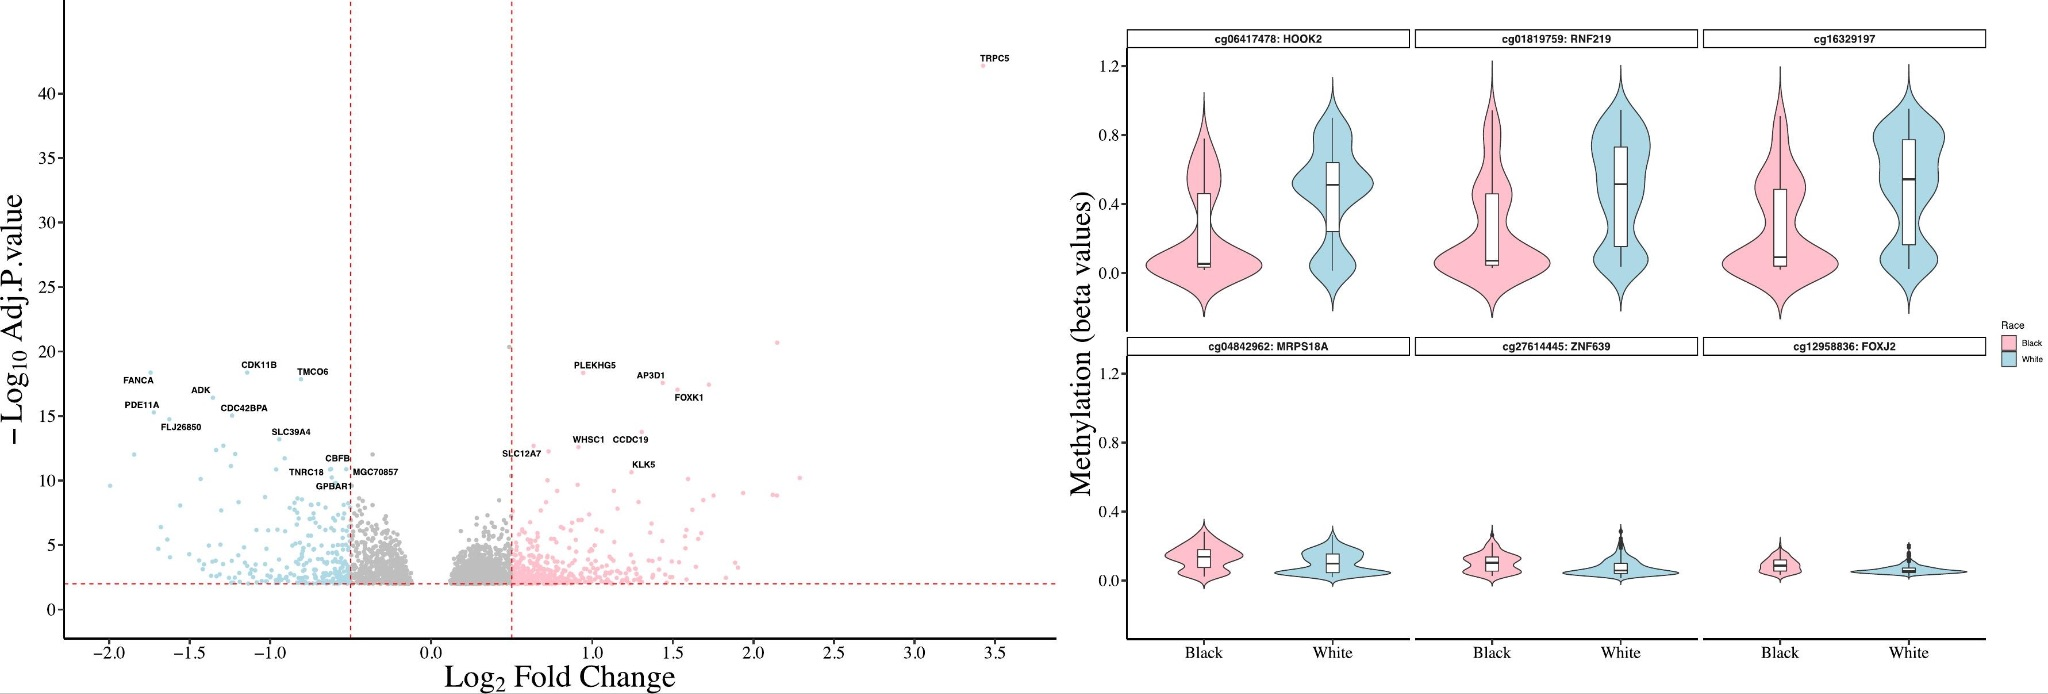 TRPC5
40
35
30
25
20
15
10
5
0
−Log10 Adj.P.value
FANCA
CDK11B
TMCO6
ADK
PDE11A
CDC42BPA
FLJ26850
SLC39A4
CBFB
TNRC18
MGC70857
GPBAR1
PLEKHG5
AP3D1
FOXK1
WHSC1
CCDC19
SLC12A7
KLK5
−2.0 −1.5 −1.0 0.0 1.0 1.5 2.0 2.5 3.0 3.5
Log2 Fold Change
Methylation (beta values)
cg06417478: HOOK2 cg01819759: RNF219 cg16329197
1.2
0.8
0.4
0.0
cg04842962: MRPS18A cg27614445: ZNF639 cg12958836: FOXJ2
1.2
0.8
0.4
0.0
Black White Black White Black White
Race
Black
White